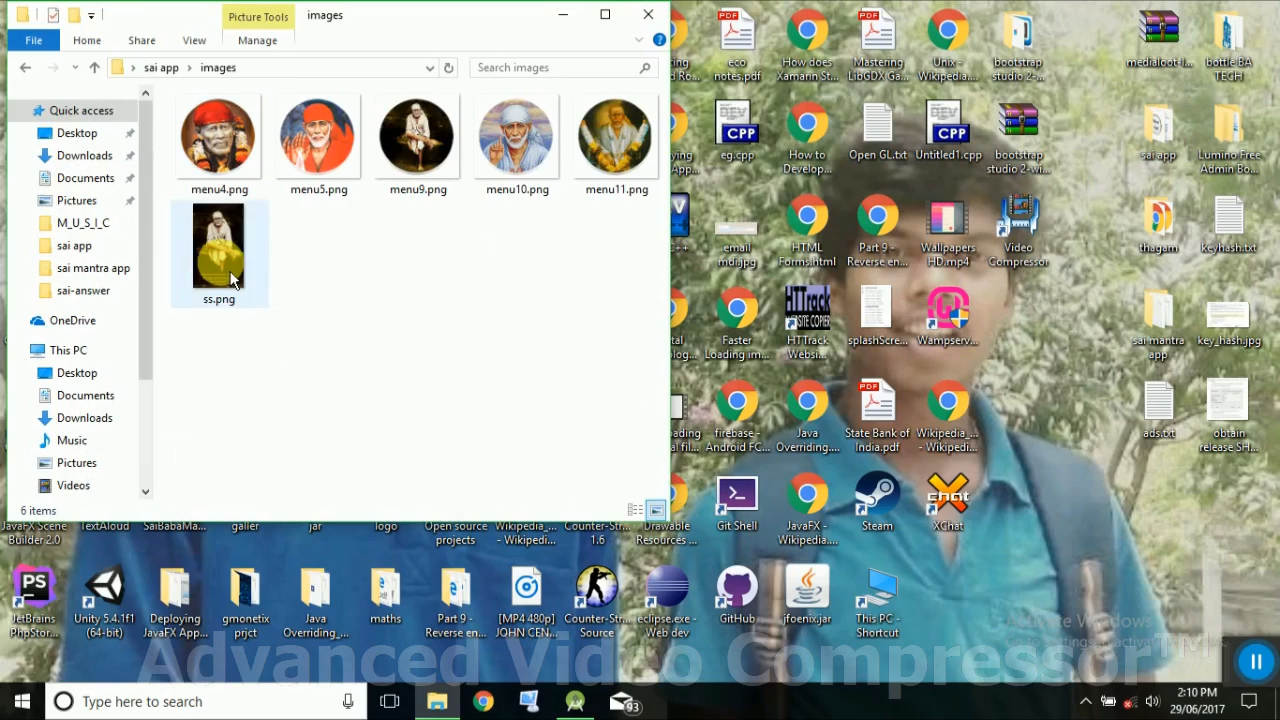 Picture Tools
images
File
Home
Share
View
Manage
sai app
images
Search images
Quick access
Desktop
Downloads
Documents
Pictures
M_U_S_I_C
sai app
sai mantra app
sai-answer
OneDrive
This PC
Desktop
Documents
Downloads
Music
Pictures
Videos
menu4.png
menu5.png
menu9.png
menu10.png
menu11.png
ss.png
6 items
eco
notes.pdf
How does
Xamarin St...
Mastering
LibGDX Ga...
Unix -
Wikipedia...
bootstrap
studio 2-...
medialoot-l...
bottle BA
TECH
eg.cpp
How to
Develop...
Open GL.txt
Untitled1.cpp
bootstrap
studio 2-wi...
sai app
Lumino Free
Admin Bo...
email
mdi.jpg
HTML
Forms.html
Part 9 -
Reverse en...
Wallpapers
HD.mp4
Video
Compressor
thagam
keyhash.txt
Faster
Loading im...
HTTrack
Websi...
splashScre...
Wampserv...
sai mantra
app
key_hash.jpg
firebase -
Android FC...
Java
Overriding....
State Bank of
India.pdf
Wikipedia_...
- Wikipedi...
ads.txt
obtain
release SH...
Git Shell
JavaFX -
Wikipedia....
Steam
XChat
JavaFX Scene
Builder 2.0
TextAloud
SaiBabaMa...
galler
jar
logo
Open source
projects
Wikipedia_...
- Wikipedi...
Counter-Str...
1.6
Drawable
Resources ...
JetBrains
PhpStor...
Unity 5.4.1f1
(64-bit)
Deploying
JavaFX App...
gmonetix
prjct
Java
Overriding_...
maths
Part 9 -
Reverse en...
[MP4 480p]
JOHN CEN...
Counter-Str...
Source
eclipse.exe -
Web dev
GitHub
jfoenix.jar
This PC -
Shortcut
Activate Windows
Advanced Video Compressor
Type here to search
93
2:10 PM
29/06/2017